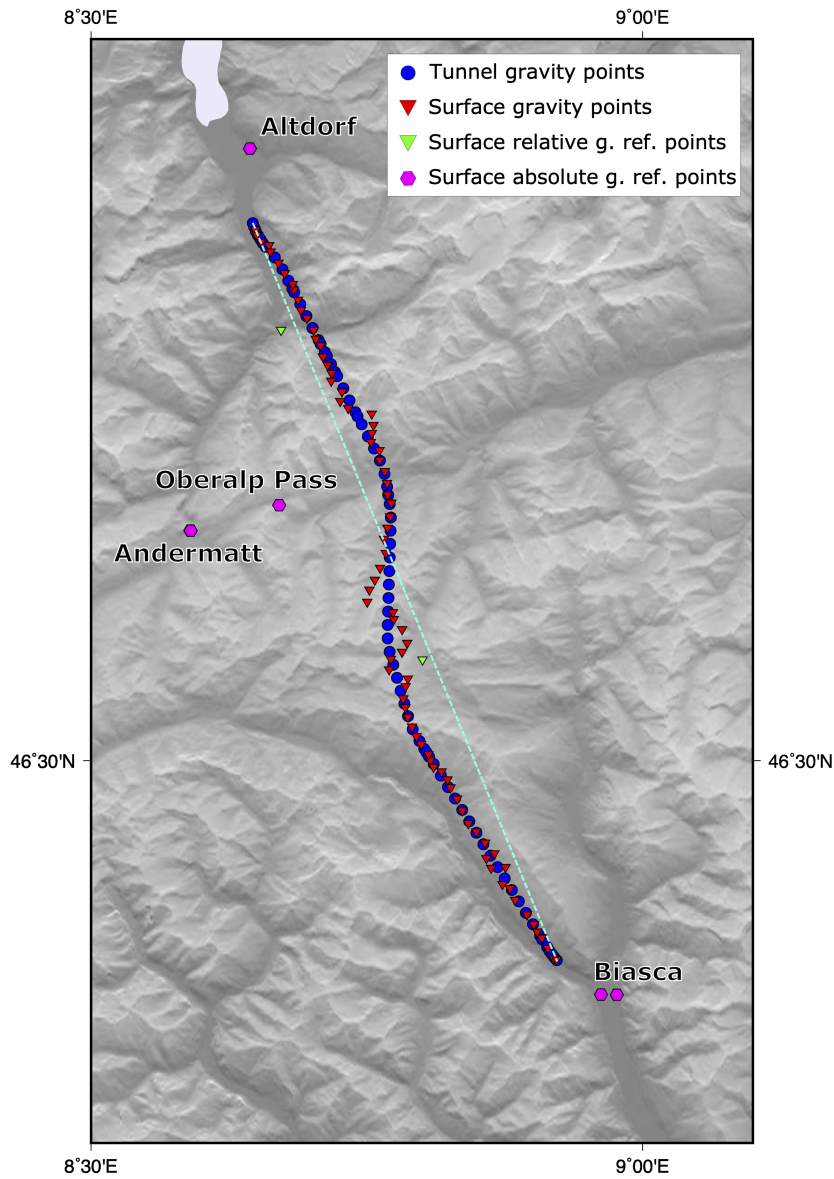 8˚30'E 9˚00'E
Tunnel gravity points
Surface gravity points
Surface relative g. ref. points
Surface absolute g. ref. points
Altdorf
Oberalp Pass
Andermatt
46˚30'N 46˚30'N
Biasca
8˚30'E 9˚00'E